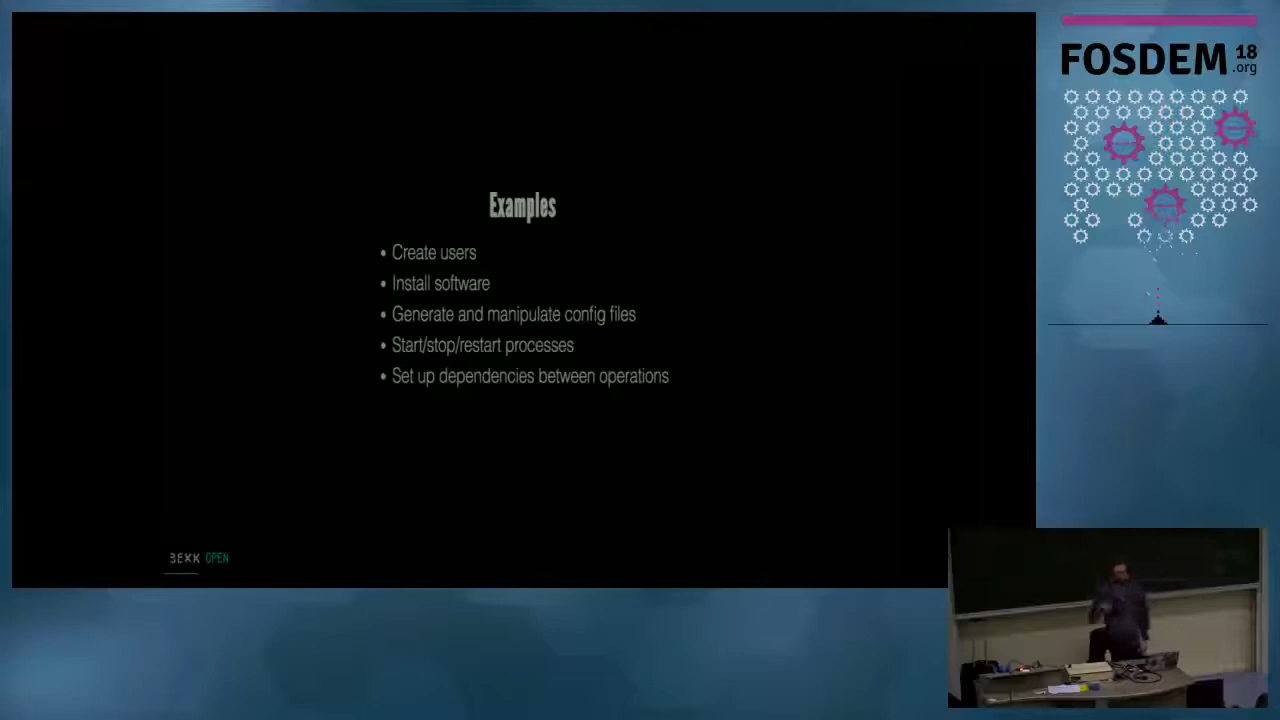 FOSDEM 18
.org
Examples
• Create users
• Install software
• Generate and manipulate config files
• Start/stop/restart processes
• Set up dependencies between operations
BEKK OPEN